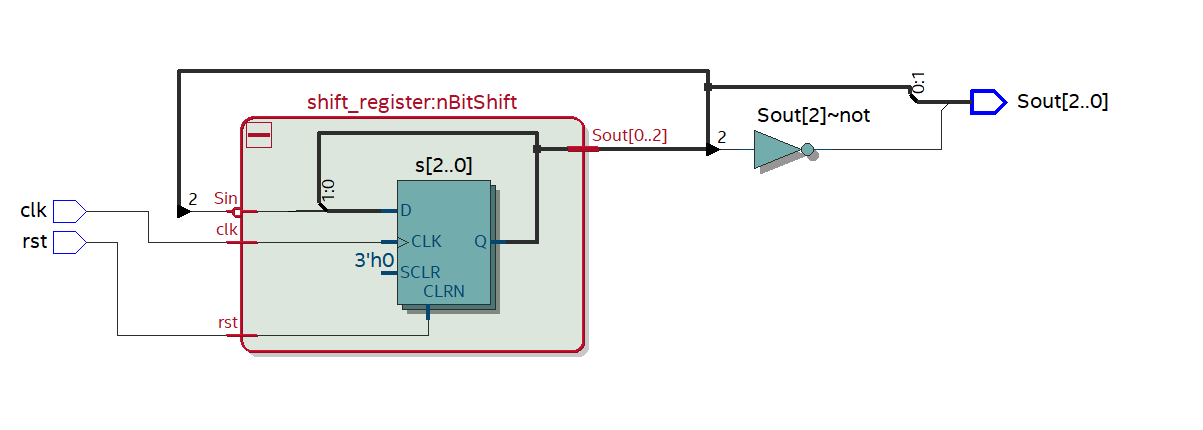 0:1
Sout[2..0]
shift_register:nBitShift
Sout[2]~not
Sout[0..2]
2
s[2..0]
1:0
2
Sin
D
clk
clk
CLK
Q
rst
3'h0
SCLR
CLRN
rst